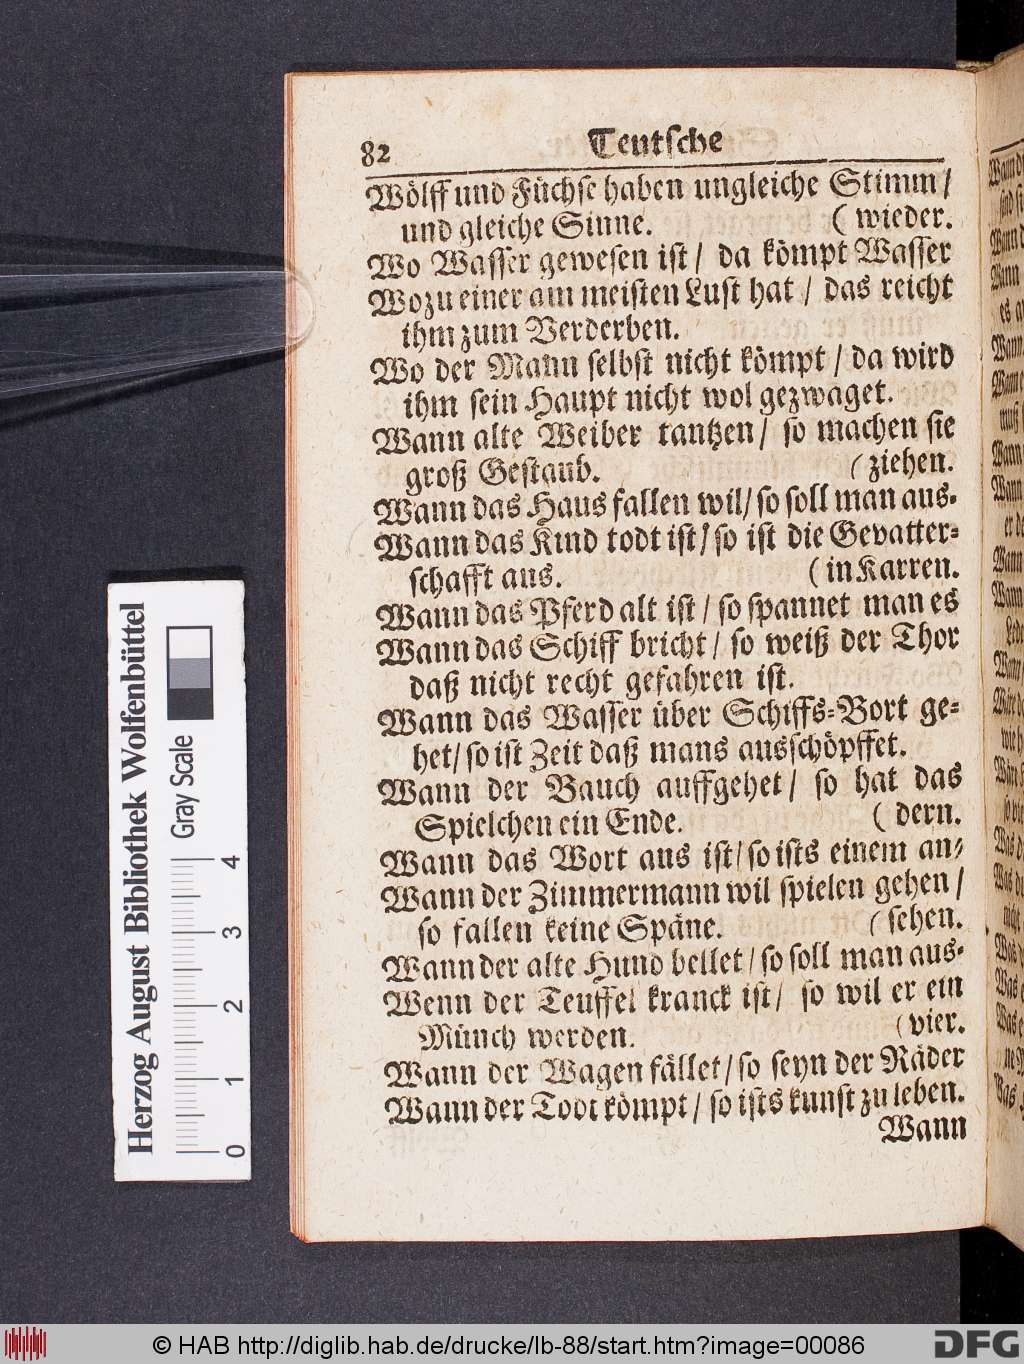 82 Teutsche
Wölff und Füchse haben ungleiche Stimm /
und gleiche Sinne. ( wieder.
Wo Wasser gewesen ist / da kömpt Wasser
Wozu einer am meisten Lust hat / das reicht
ihm zum Verderben.
Wo der Mann selbst nicht kömpt / da wird
ihm sein Haupt nicht wol gezwaget.
Wann alte Weiber tantzen / so machen sie
groß Gestaub. ( ziehen.
Wann das Haus fallen wil / so soll man aus-
Wann das Kind todt ist / so ist die Gevatter-
schafft aus. ( in Karren.
Wann das Pferd alt ist / so spannet man es
Wann das Schiff bricht / so weiß der Thor
daß nicht recht gefahren ist.
Wann das Wasser über Schiffs-Bort ge-
het / so ist Zeit daß mans ausschöpffet.
Wann der Bauch auffgehet / so hat das
Spielchen ein Ende. ( dern.
Wann das Wort aus ist / so ists einem an-
Wann der Zimmermann wil spielen gehen /
so fallen keine Späne. ( sehen.
Wann der alte Hund bellet / so soll man aus-
Wenn der Teuffel kranck ist / so wil er ein
Münch werden. ( vier.
Wann der Wagen fället / so seyn der Räder
Wann der Todt kömpt / so ists kunst zu leben.
Wann
Herzog August Bibliothek Wolfenbüttel
Gray Scale
0 1 2 3 4
© HAB http://diglib.hab.de/drucke/lb-88/start.htm?image=00086
DFG